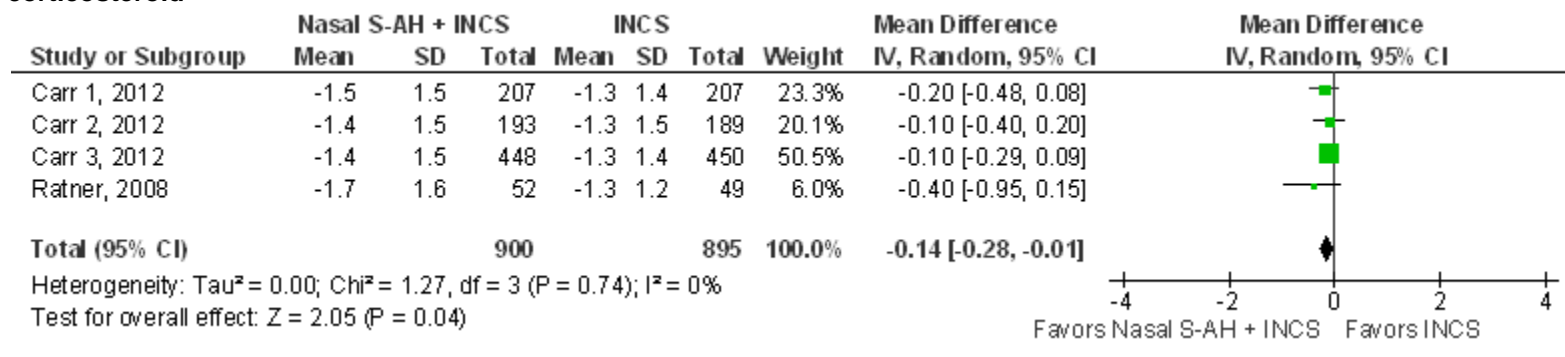 corticosteroid
Nasal S-AH + INCS INCS Mean Difference Mean Difference
Study or Subgroup Mean SD Total Mean SD Total Weight IV, Random, 95% CI IV, Random, 95% CI
Carr 1, 2012 -1.5 1.5 207 -1.3 1.4 207 23.3% -0.20 [-0.48, 0.08]
Carr 2, 2012 -1.4 1.5 193 -1.3 1.5 189 20.1% -0.10 [-0.40, 0.20]
Carr 3, 2012 -1.4 1.5 448 -1.3 1.4 450 50.5% -0.10 [-0.29, 0.09]
Ratner, 2008 -1.7 1.6 52 -1.3 1.2 49 6.0% -0.40 [-0.95, 0.15]
Total (95% CI) 900 895 100.0% -0.14 [-0.28, -0.01]
Heterogeneity: Tau² = 0.00; Chi² = 1.27, df = 3 (P = 0.74); I² = 0%
Test for overall effect: Z = 2.05 (P = 0.04)
-4 -2 0 2 4
Favors Nasal S-AH + INCS Favors INCS